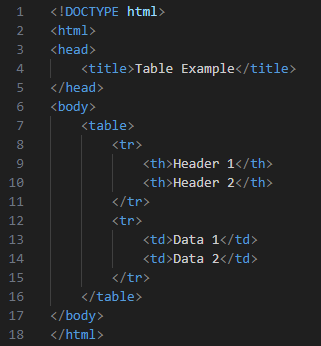 1 <!DOCTYPE html>
2 <html>
3 <head>
4     <title>Table Example</title>
5 </head>
6 <body>
7     <table>
8         <tr>
9             <th>Header 1</th>
10             <th>Header 2</th>
11         </tr>
12         <tr>
13             <td>Data 1</td>
14             <td>Data 2</td>
15         </tr>
16     </table>
17 </body>
18 </html>